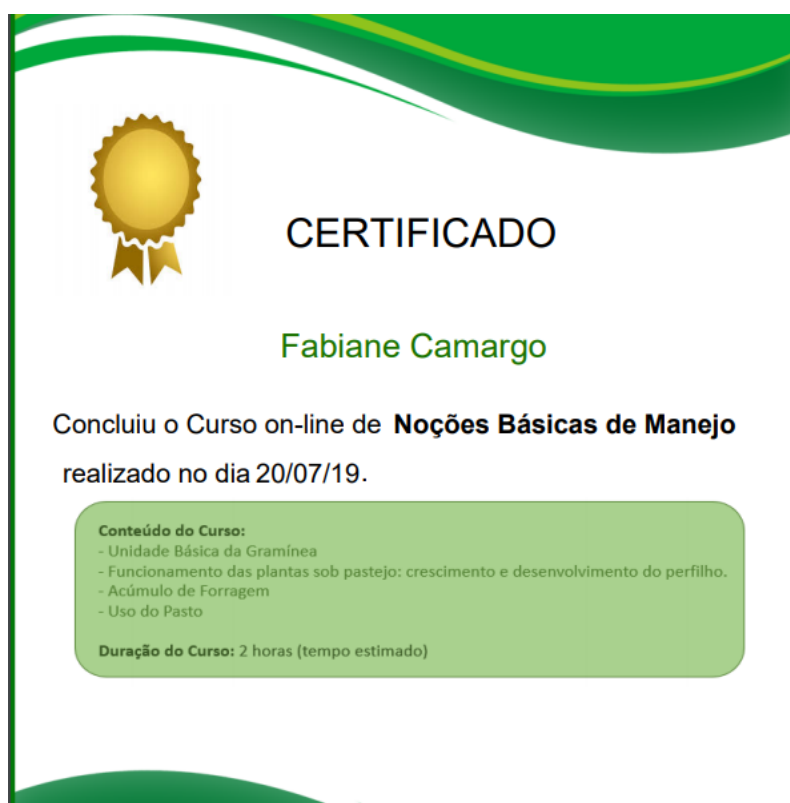 CERTIFICADO
Fabiane Camargo
Concluiu o Curso on-line de Noções Básicas de Manejo
realizado no dia 20/07/19.
Conteúdo do Curso:
- Unidade Básica da Gramínea
- Funcionamento das plantas sob pastejo: crescimento e desenvolvimento do perfilho.
- Acúmulo de Forragem
- Uso do Pasto
Duração do Curso: 2 horas (tempo estimado)